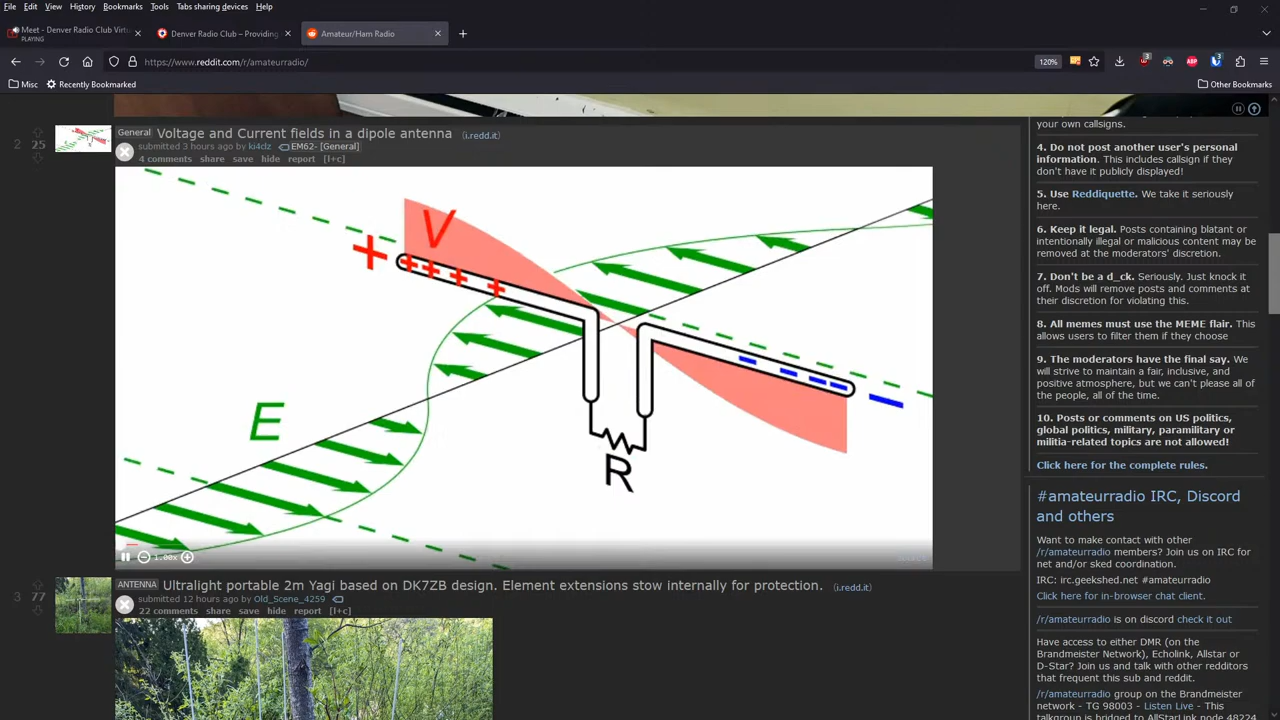 File Edit View History Bookmarks Tools Tabs sharing devices Help
Meet - Denver Radio Club Virtu
PLAYING
Denver Radio Club – Providing
Amateur/Ham Radio
https://www.reddit.com/r/amateurradio/
120%
Misc
Recently Bookmarked
Other Bookmarks
2
25
General Voltage and Current fields in a dipole antenna (i.redd.it)
submitted 3 hours ago by ki4clz EM62- [General]
4 comments share save hide report [l+c]
V
+
+ + + +
E
R
1.00x
3
77
ANTENNA Ultralight portable 2m Yagi based on DK7ZB design. Element extensions stow internally for protection. (i.redd.it)
submitted 12 hours ago by Old_Scene_4259
22 comments share save hide report [l+c]
your own callsigns.
4. Do not post another user's personal
information. This includes callsign if they
don't have it publicly displayed!
5. Use Reddiquette. We take it seriously
here.
6. Keep it legal. Posts containing blatant or
intentionally illegal or malicious content may be
removed at the moderators' discretion.
7. Don't be a d_ck. Seriously. Just knock it
off. Mods will remove posts and comments at
their discretion for violating this.
8. All memes must use the MEME flair. This
allows users to filter them if they choose
9. The moderators have the final say. We
will strive to maintain a fair, inclusive, and
positive atmosphere, but we can't please all of
the people, all of the time.
10. Posts or comments on US politics,
global politics, military, paramilitary or
militia-related topics are not allowed!
Click here for the complete rules.
#amateurradio IRC, Discord
and others
Want to make contact with other
/r/amateurradio members? Join us on IRC for
net and/or sked coordination.
IRC: irc.geekshed.net #amateurradio
Click here for in-browser chat client.
/r/amateurradio is on discord check it out
Have access to either DMR (on the
Brandmeister Network), Echolink, Allstar or
D-Star? Join us and talk with other redditors
that frequent this sub and reddit.
/r/amateurradio group on the Brandmeister
network - TG 98003 - Listen Live - This
talkgroup is bridged to AllStarLink node 48224